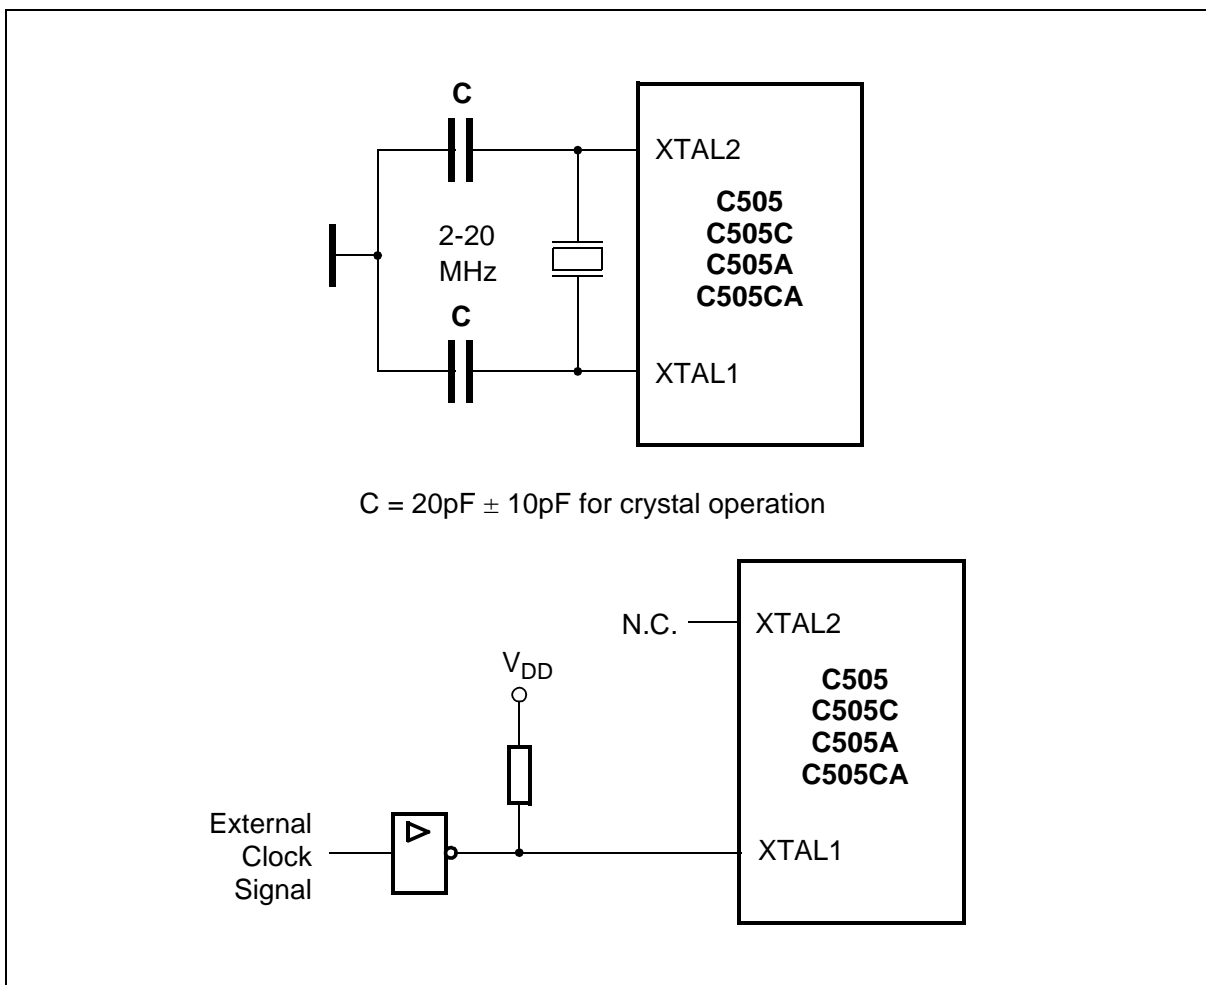 C
XTAL2
C505
C505C
C505A
C505CA
2-20
MHz
C
XTAL1
C = 20pF ± 10pF for crystal operation
N.C.
XTAL2
VDD
C505
C505C
C505A
C505CA
External
Clock
Signal
XTAL1